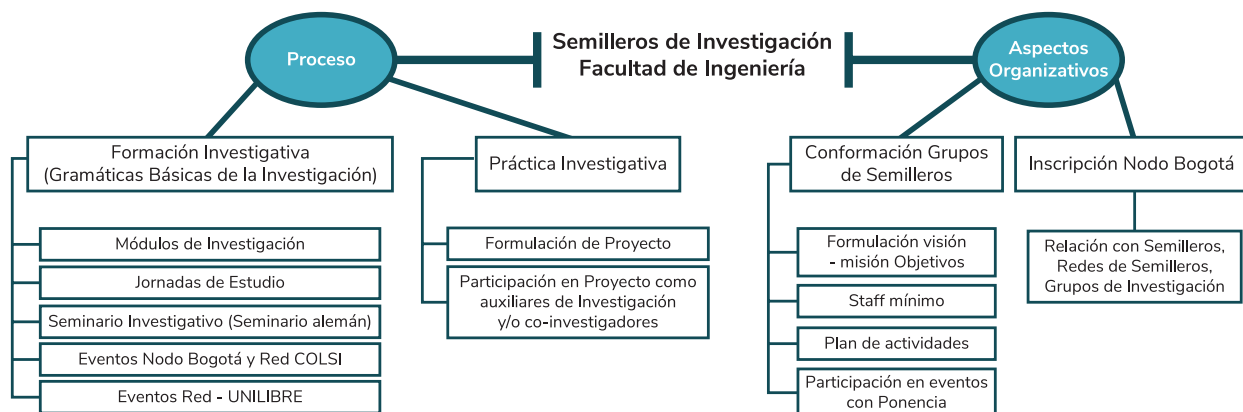 Proceso
Semilleros de Investigación
Facultad de Ingeniería
Aspectos
Organizativos
Formación Investigativa
(Gramáticas Básicas de la Investigación)
Módulos de Investigación
Jornadas de Estudio
Seminario Investigativo (Seminario alemán)
Eventos Nodo Bogotá y Red COLSI
Eventos Red - UNILIBRE
Práctica Investigativa
Formulación de Proyecto
Participación en Proyecto como
auxiliares de Investigación
y/o co-investigadores
Conformación Grupos
de Semilleros
Formulación visión
- misión Objetivos
Staff mínimo
Plan de actividades
Participación en eventos
con Ponencia
Inscripción Nodo Bogotá
Relación con Semilleros,
Redes de Semilleros,
Grupos de Investigación